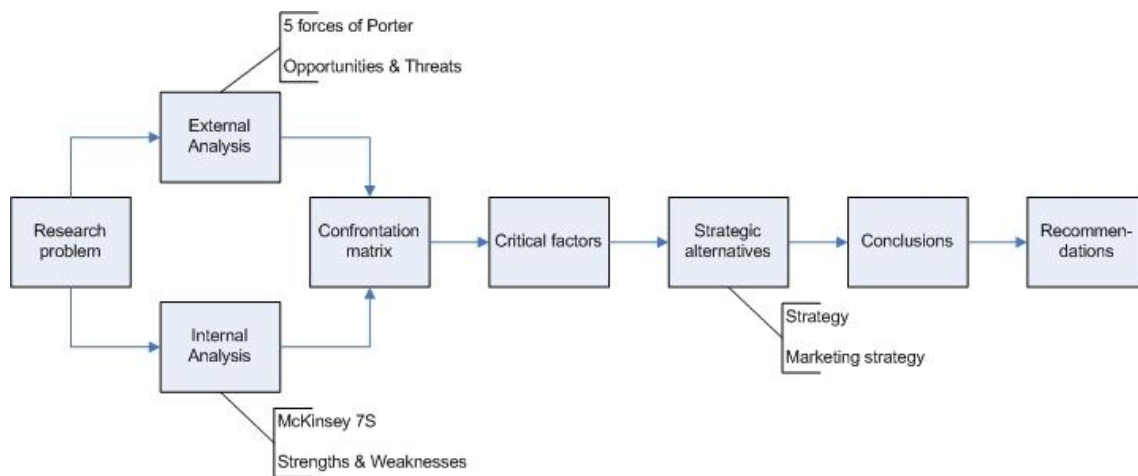 5 forces of Porter
Opportunities & Threats
External
Analysis
Research
problem
Confrontation
matrix
Critical factors
Strategic
alternatives
Conclusions
Recommen-
dations
Internal
Analysis
Strategy
Marketing strategy
McKinsey 7S
Strengths & Weaknesses